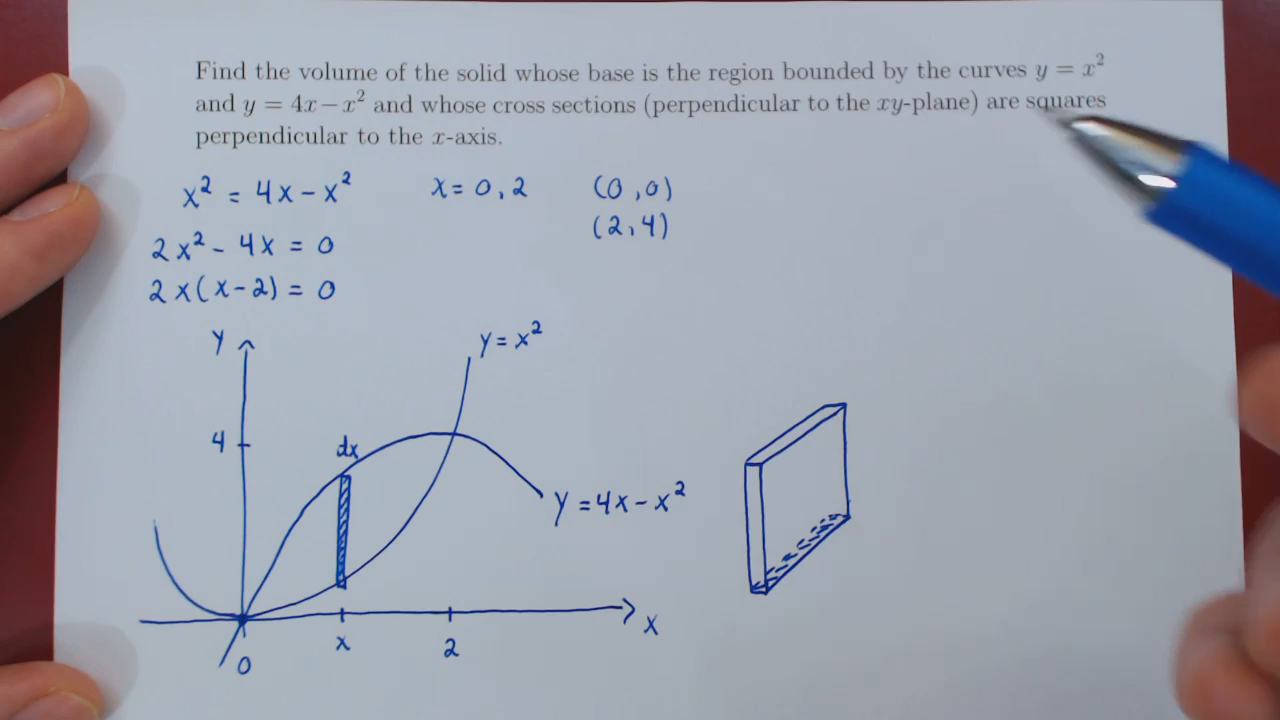 Find the volume of the solid whose base is the region bounded by the curves y = x²
and y = 4x − x² and whose cross sections (perpendicular to the xy-plane) are squares
perpendicular to the x-axis.
x² = 4x − x² x = 0, 2 (0, 0)
(2, 4)
2x² − 4x = 0
2x(x − 2) = 0
y y = x²
4 dx
y = 4x − x²
x
0 x 2